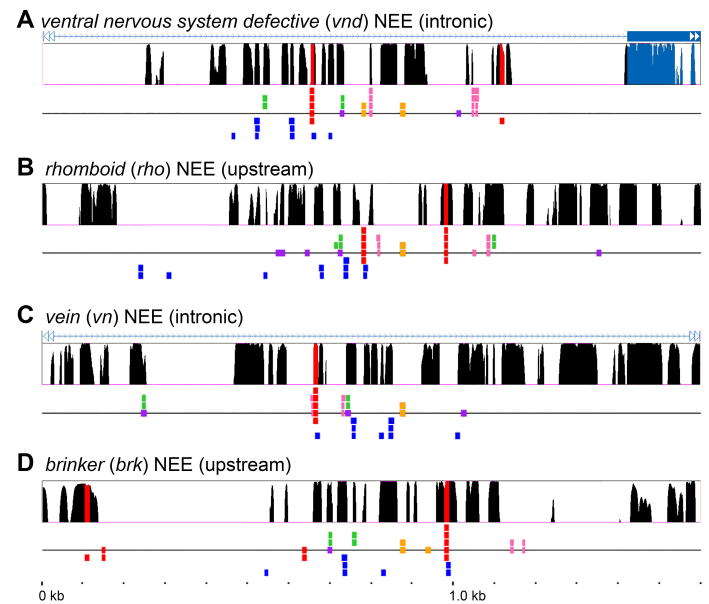 A ventral nervous system defective (vnd) NEE (intronic)
B rhomboid (rho) NEE (upstream)
C vein (vn) NEE (intronic)
D brinker (brk) NEE (upstream)
0 kb 1.0 kb